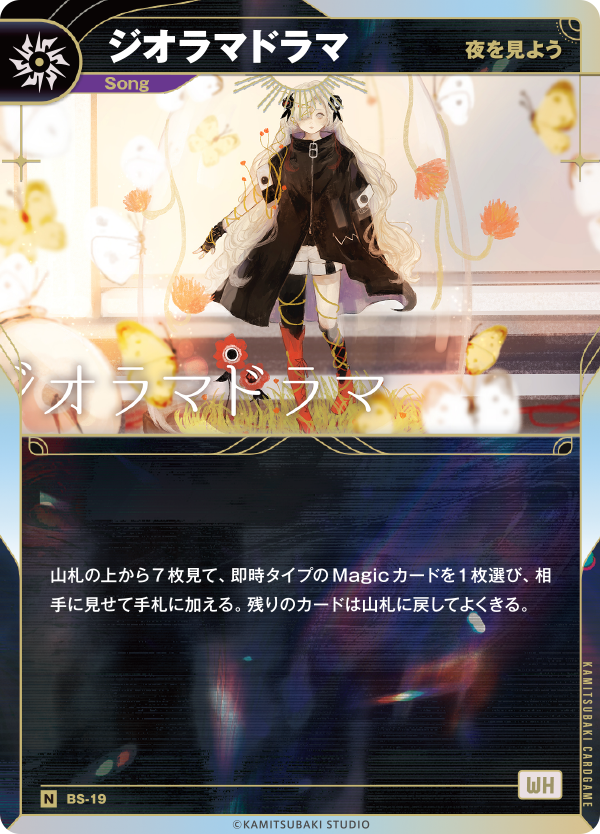 ジオラマドラマ
夜を見よう
Song
ジオラマドラマ
山札の上から7枚見て、即時タイプのMagicカードを1枚選び、相
手に見せて手札に加える。残りのカードは山札に戻してよくきる。
KAMITSUBAKI CARDGAME
WH
N BS-19
©KAMITSUBAKI STUDIO